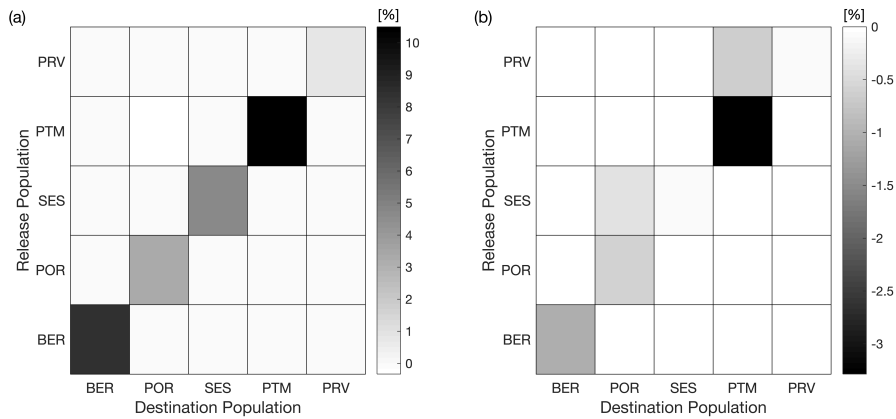 (a)
[%]
Release Population
PRV
PTM
SES
POR
BER
BER POR SES PTM PRV
Destination Population
10
9
8
7
6
5
4
3
2
1
0
(b)
[%]
Release Population
PRV
PTM
SES
POR
BER
BER POR SES PTM PRV
Destination Population
0
-0.5
-1
-1.5
-2
-2.5
-3